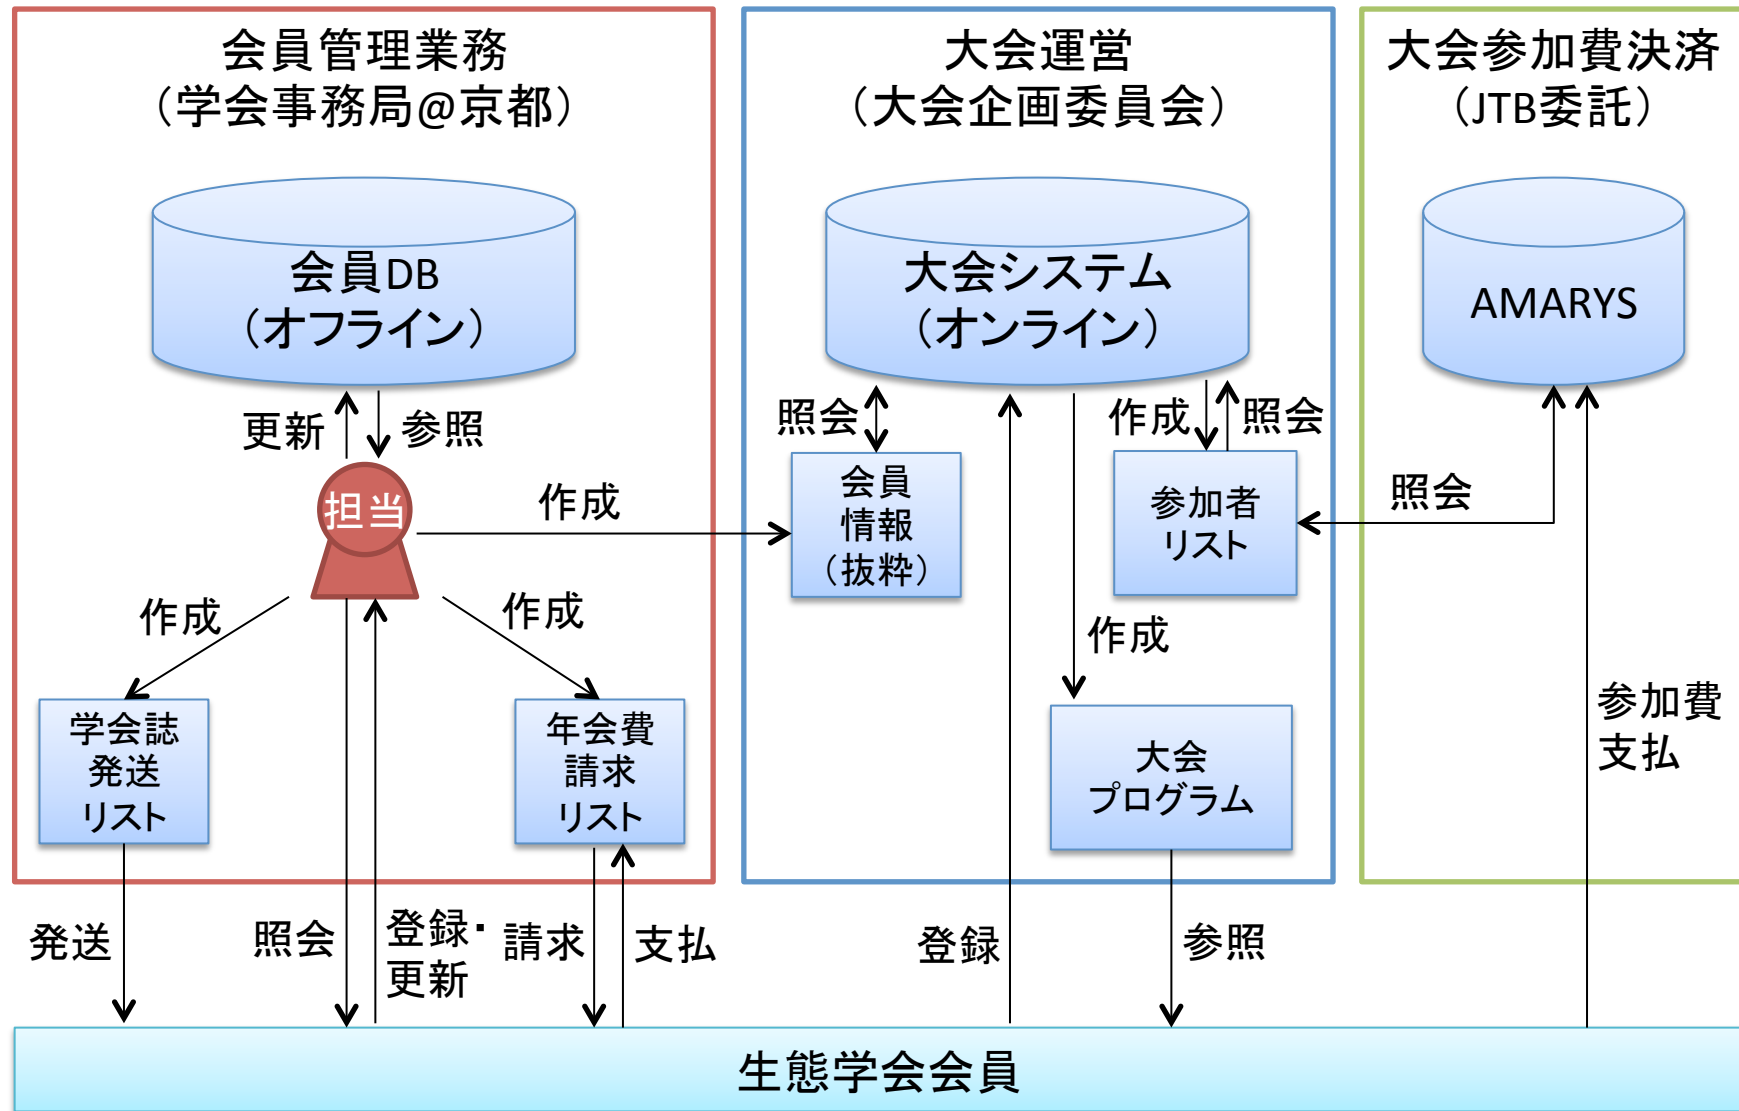 会員管理業務
（学会事務局@京都）
会員DB
（オフライン）
更新
参照
担当
作成
作成
作成
学会誌
発送
リスト
年会費
請求
リスト
発送
照会
登録・
更新
請求
支払
大会運営
（大会企画委員会）
大会システム
（オンライン）
照会
作成
照会
会員
情報
（抜粋）
参加者
リスト
作成
大会
プログラム
登録
参照
大会参加費決済
（JTB委託）
AMARYS
照会
参加費
支払
生態学会会員